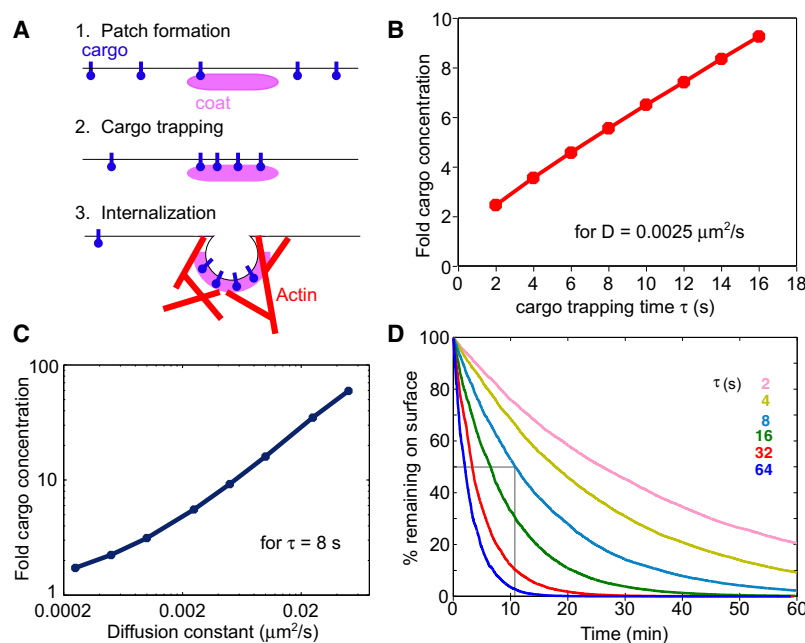 A
1. Patch formation
cargo
coat
2. Cargo trapping
3. Internalization
Actin
B
Fold cargo concentration
10
8
6
4
2
0
for D = 0.0025 μm²/s
0 2 4 6 8 10 12 14 16 18
cargo trapping time τ (s)
C
Fold cargo concentration
100
10
1
for τ = 8 s
0.0002 0.002 0.02
Diffusion constant (μm²/s)
D
% remaining on surface
100
80
60
40
20
0
τ (s)
2
4
8
16
32
64
0 10 20 30 40 50 60
Time (min)